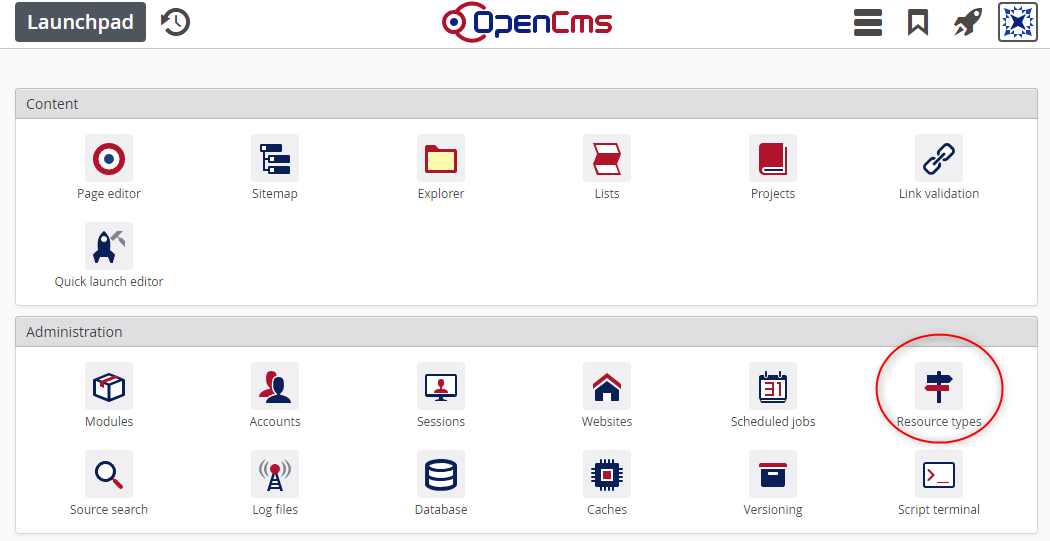 Launchpad
OpenCms
Content
Page editor
Sitemap
Explorer
Lists
Projects
Link validation
Quick launch editor
Administration
Modules
Accounts
Sessions
Websites
31
Scheduled jobs
Resource types
Source search
Log files
Database
Caches
Versioning
>_
Script terminal